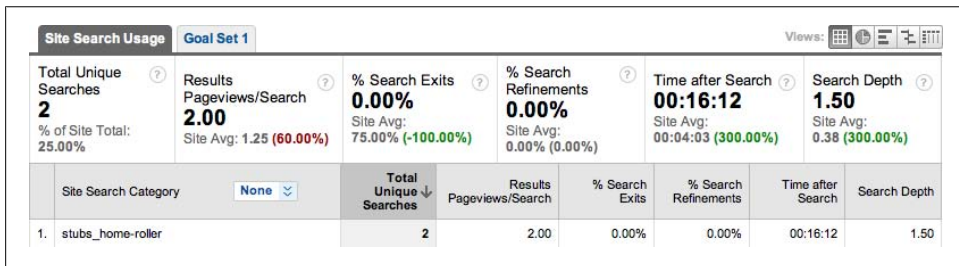 Site Search Usage Goal Set 1 Views:
Total Unique Searches ?
2
% of Site Total: 25.00%
Results Pageviews/Search ?
2.00
Site Avg: 1.25 (60.00%)
% Search Exits ?
0.00%
Site Avg: 75.00% (-100.00%)
% Search Refinements ?
0.00%
Site Avg: 0.00% (0.00%)
Time after Search ?
00:16:12
Site Avg: 00:04:03 (300.00%)
Search Depth ?
1.50
Site Avg: 0.38 (300.00%)
Site Search Category None Total Unique Searches Results Pageviews/Search % Search Exits % Search Refinements Time after Search Search Depth
1. stubs_home-roller 2 2.00 0.00% 0.00% 00:16:12 1.50